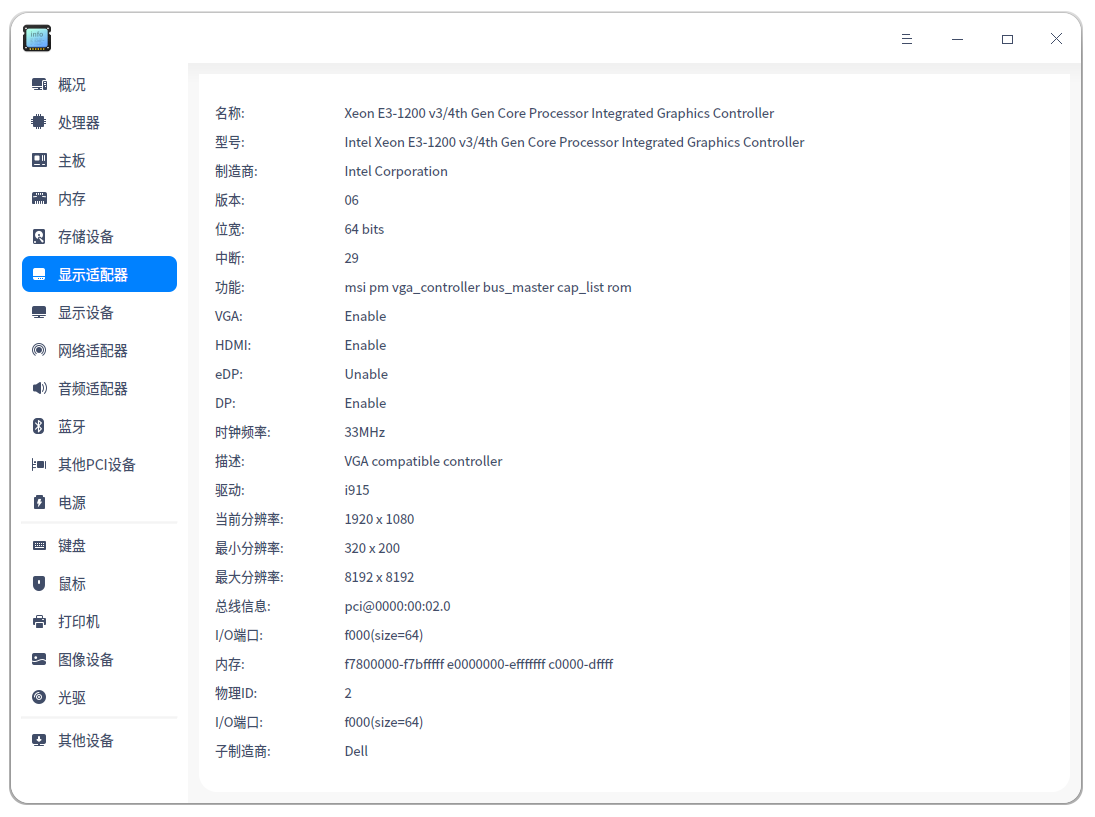 info
概况
处理器
主板
内存
存储设备
显示适配器
显示设备
网络适配器
音频适配器
蓝牙
其他PCI设备
电源
键盘
鼠标
打印机
图像设备
光驱
其他设备
名称: Xeon E3-1200 v3/4th Gen Core Processor Integrated Graphics Controller
型号: Intel Xeon E3-1200 v3/4th Gen Core Processor Integrated Graphics Controller
制造商: Intel Corporation
版本: 06
位宽: 64 bits
中断: 29
功能: msi pm vga_controller bus_master cap_list rom
VGA: Enable
HDMI: Enable
eDP: Unable
DP: Enable
时钟频率: 33MHz
描述: VGA compatible controller
驱动: i915
当前分辨率: 1920 x 1080
最小分辨率: 320 x 200
最大分辨率: 8192 x 8192
总线信息: pci@0000:00:02.0
I/O端口: f000(size=64)
内存: f7800000-f7bfffff e0000000-efffffff c0000-dffff
物理ID: 2
I/O端口: f000(size=64)
子制造商: Dell